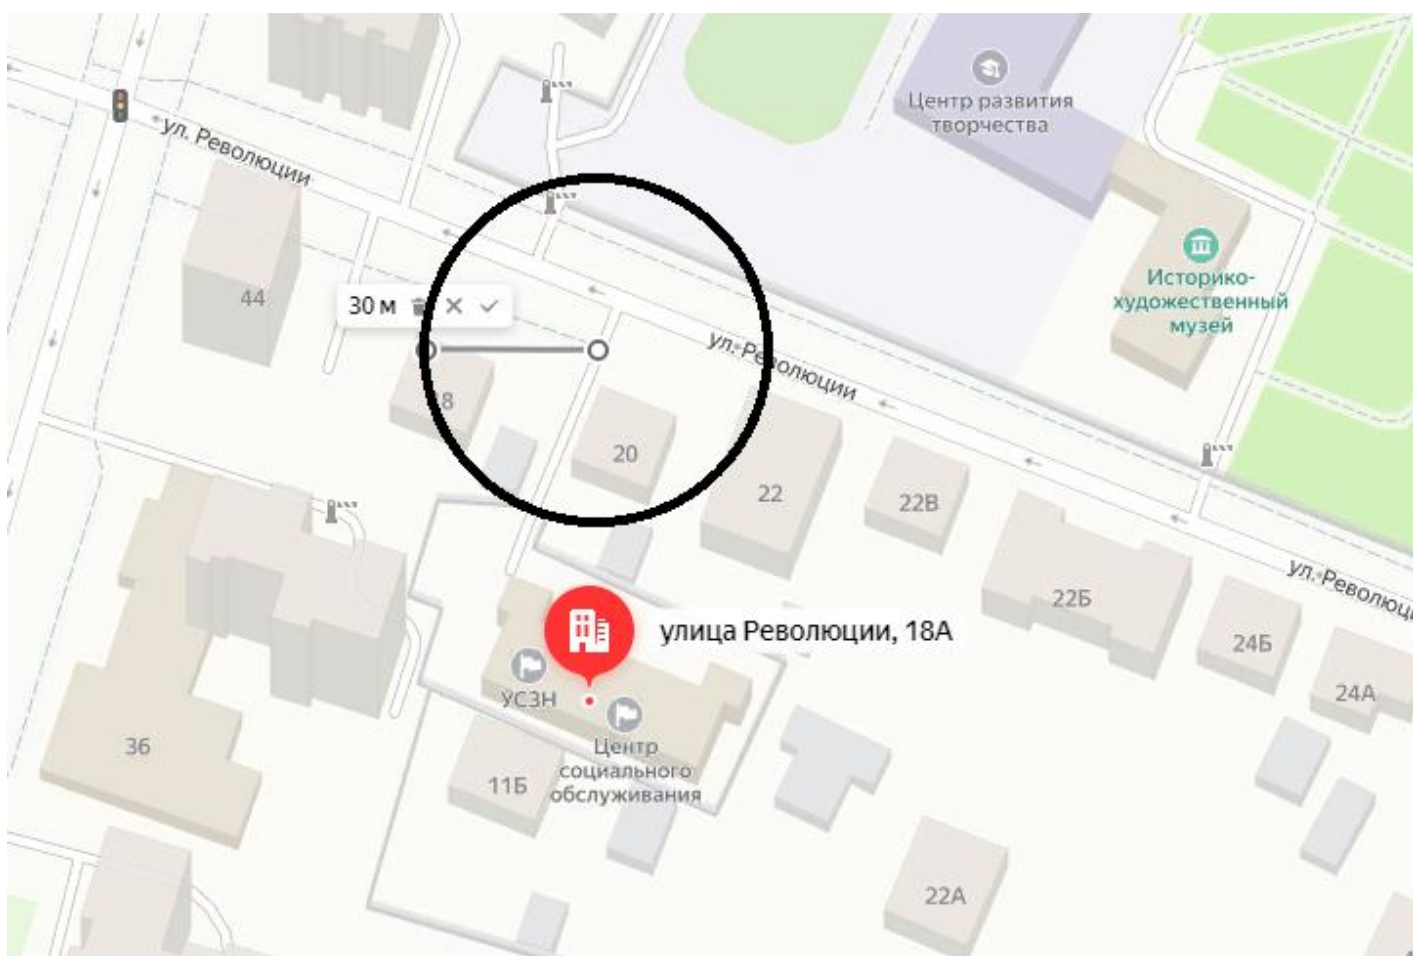 Центр развития
творчества
ул. Революции
Историко-
художественный
музей
44
30 м
ул. Революции
20
22
22В
ул. Революц
22Б
улица Революции, 18А
24Б
24А
УСЗН
36
Центр
социального
обслуживания
11Б
22А